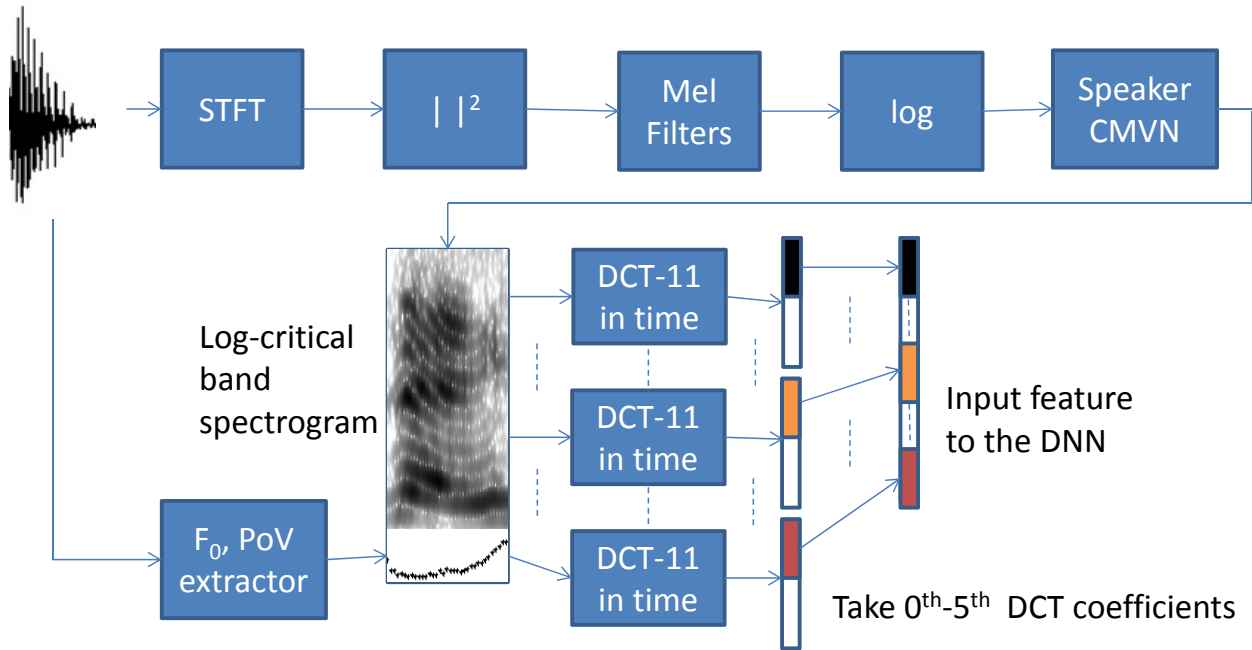 STFT
| |²
Mel
Filters
log
Speaker
CMVN
Log-critical
band
spectrogram
DCT-11
in time
DCT-11
in time
DCT-11
in time
F₀, PoV
extractor
Input feature
to the DNN
Take 0ᵗʰ-5ᵗʰ DCT coefficients